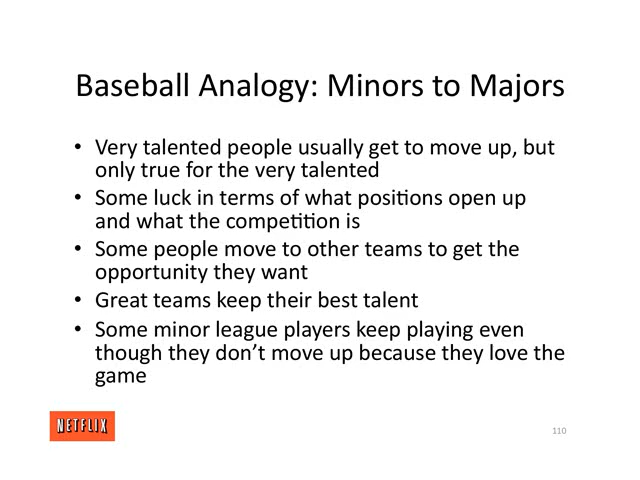 Baseball Analogy: Minors to Majors
• Very talented people usually get to move up, but
only true for the very talented
• Some luck in terms of what positions open up
and what the competition is
• Some people move to other teams to get the
opportunity they want
• Great teams keep their best talent
• Some minor league players keep playing even
though they don’t move up because they love the
game
NETFLIX
110